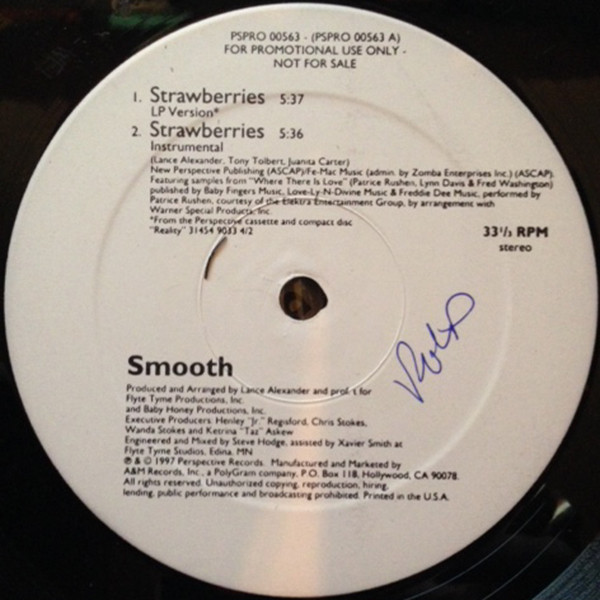 PSPRO 00563 - (PSPRO 00563 A)
FOR PROMOTIONAL USE ONLY -
NOT FOR SALE
1. Strawberries 5:37
LP Version*
2. Strawberries 5:36
Instrumental
(Lance Alexander, Tony Tolbert, Juanita Carter)
New Perspective Publishing (ASCAP)/Fe-Mac Music (admin. by Zomba Enterprises Inc.) (ASCAP).
Featuring samples from "Where There Is Love" (Patrice Rushen, Lynn Davis & Fred Washington)
published by Baby Fingers Music, Love-Ly-N-Divine Music & Freddie Dee Music, performed by
Patrice Rushen, courtesy of the Elektra Entertainment Group, by arrangement with
Warner Special Products, Inc.
*From the Perspective cassette and compact disc
"Reality" 31454 9033 4/2
33 1/3 RPM
stereo
Smooth
Produced and Arranged by Lance Alexander and prof. t for
Flyte Tyme Productions, Inc.
and Baby Honey Productions, Inc.
Executive Producers: Henley "Jr." Regisford, Chris Stokes,
Wanda Stokes and Ketrina "Taz" Askew
Engineered and Mixed by Steve Hodge, assisted by Xavier Smith at
Flyte Tyme Studios, Edina, MN
℗ & © 1997 Perspective Records. Manufactured and Marketed by
A&M Records, Inc., a PolyGram company, P.O. Box 118, Hollywood, CA 90078.
All rights reserved. Unauthorized copying, reproduction, hiring,
lending, public performance and broadcasting prohibited. Printed in the U.S.A.